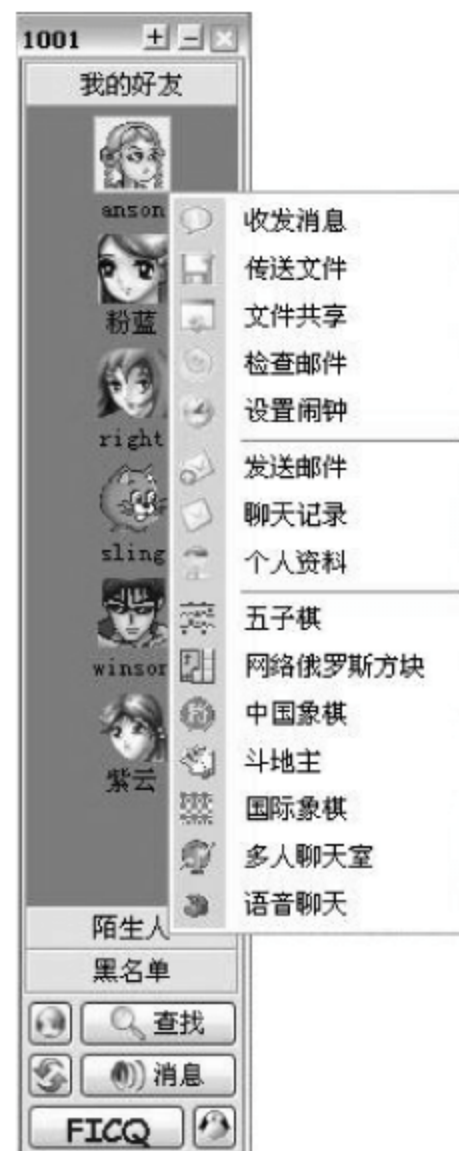 1001
我的好友
anson
粉蓝
right
sling
winson
紫云
收发消息
传送文件
文件共享
检查邮件
设置闹钟
发送邮件
聊天记录
个人资料
五子棋
网络俄罗斯方块
中国象棋
斗地主
国际象棋
多人聊天室
语音聊天
陌生人
黑名单
查找
消息
FICQ